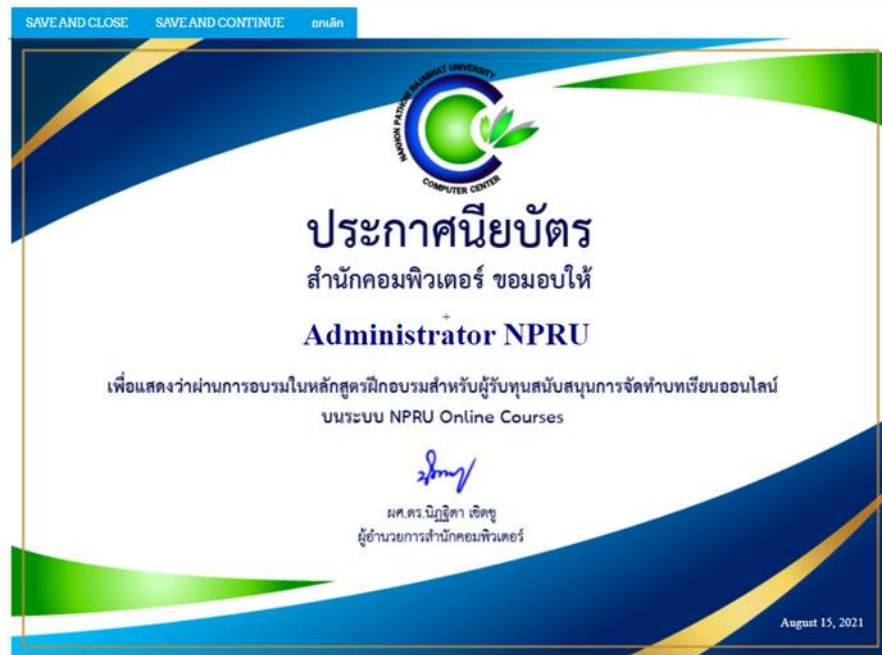 SAVE AND CLOSE SAVE AND CONTINUE ยกเลิก
NAKHON PATHOM RAJABHAT UNIVERSITY
COMPUTER CENTER
ประกาศนียบัตร
สำนักคอมพิวเตอร์ ขอมอบให้
Administrator NPRU
เพื่อแสดงว่าผ่านการอบรมในหลักสูตรฝึกอบรมสำหรับผู้รับทุนสนับสนุนการจัดทำบทเรียนออนไลน์
บนระบบ NPRU Online Courses
ผศ.ดร.นิฏฐิตา เชิดชู
ผู้อำนวยการสำนักคอมพิวเตอร์
August 15, 2021